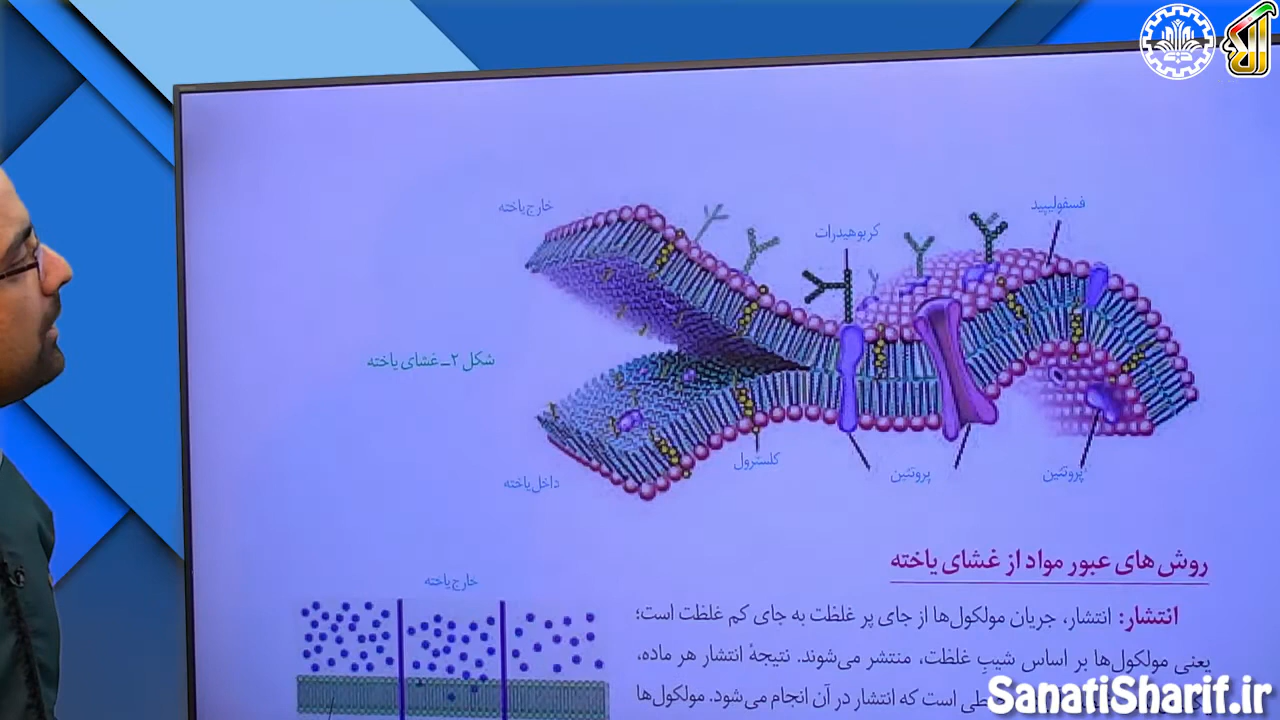 خارج یاخته
فسفولیپید
کربوهیدرات
شکل ۲ـ غشای یاخته
کلسترول
پروتئین
پروتئین
داخل یاخته
روش های عبور مواد از غشای یاخته
خارج یاخته
انتشار: انتشار، جریان مولکول‌ها از جای پر غلظت به جای کم غلظت است؛
یعنی مولکول‌ها بر اساس شیبِ غلظت، منتشر می‌شوند. نتیجهٔ انتشار هر ماده،
است که انتشار در آن انجام می‌شود. مولکول‌ها
SanatiSharif.ir